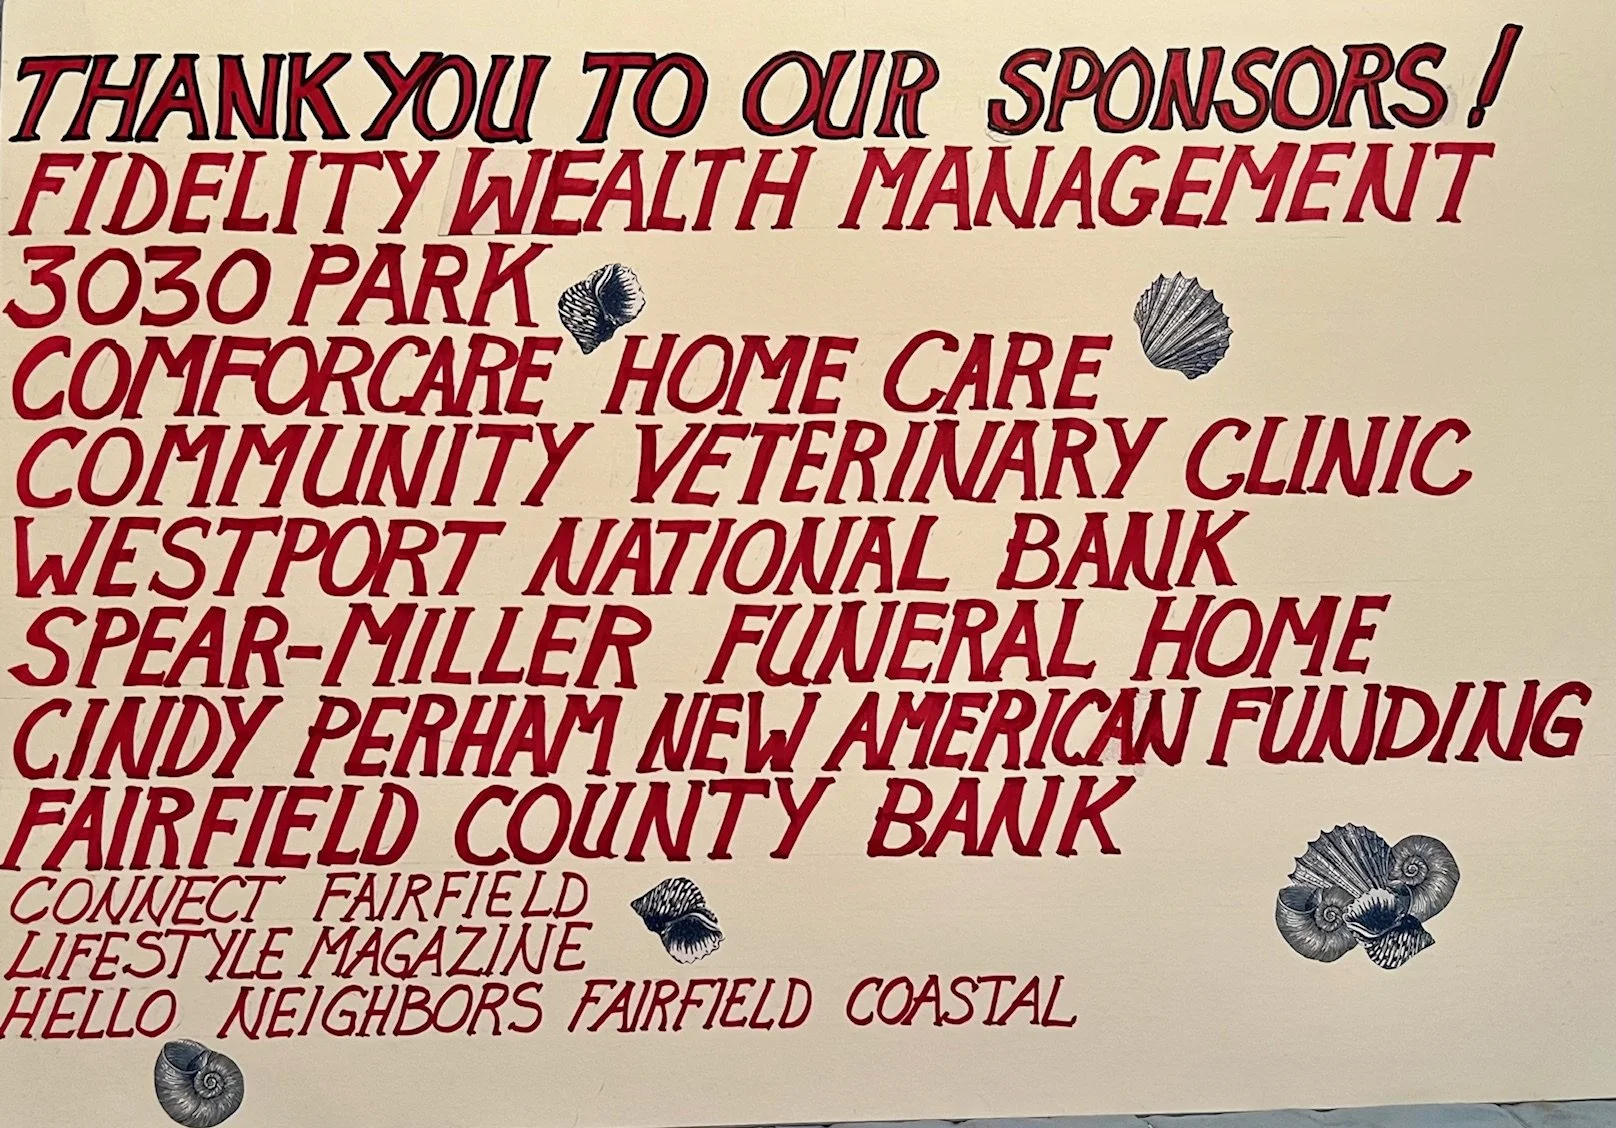 THANK YOU TO OUR SPONSORS!
FIDELITY WEALTH MANAGEMENT
3030 PARK
COMFORCARE HOME CARE
COMMUNITY VETERINARY CLINIC
WESTPORT NATIONAL BANK
SPEAR-MILLER FUNERAL HOME
CINDY PERHAM NEW AMERICAN FUNDING
FAIRFIELD COUNTY BANK
CONNECT FAIRFIELD
LIFESTYLE MAGAZINE
HELLO NEIGHBORS FAIRFIELD COASTAL